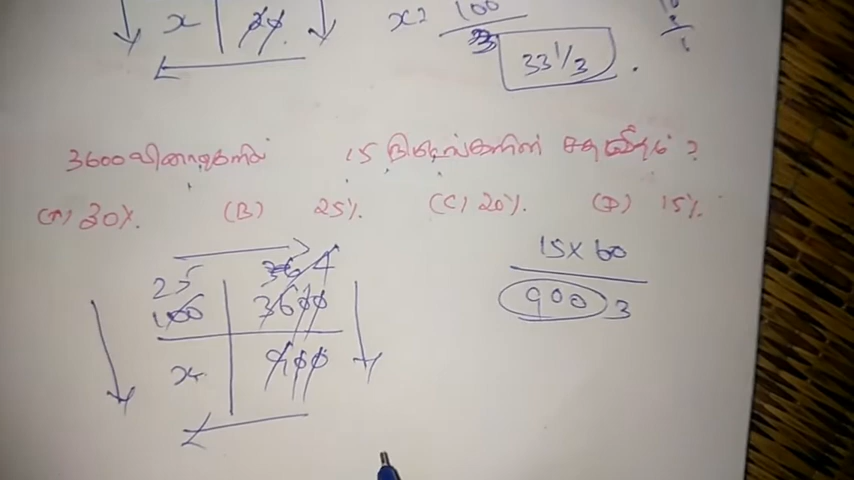 x | 20
x = 100
3
33 1/3
3600 வினாடிகளில் 15 நிமிடங்களின் சதவீதம் ?
(A) 30%. (B) 25%. (C) 20%. (D) 15%.
15 x 60
900
25 4
100 | 3600
x | 900